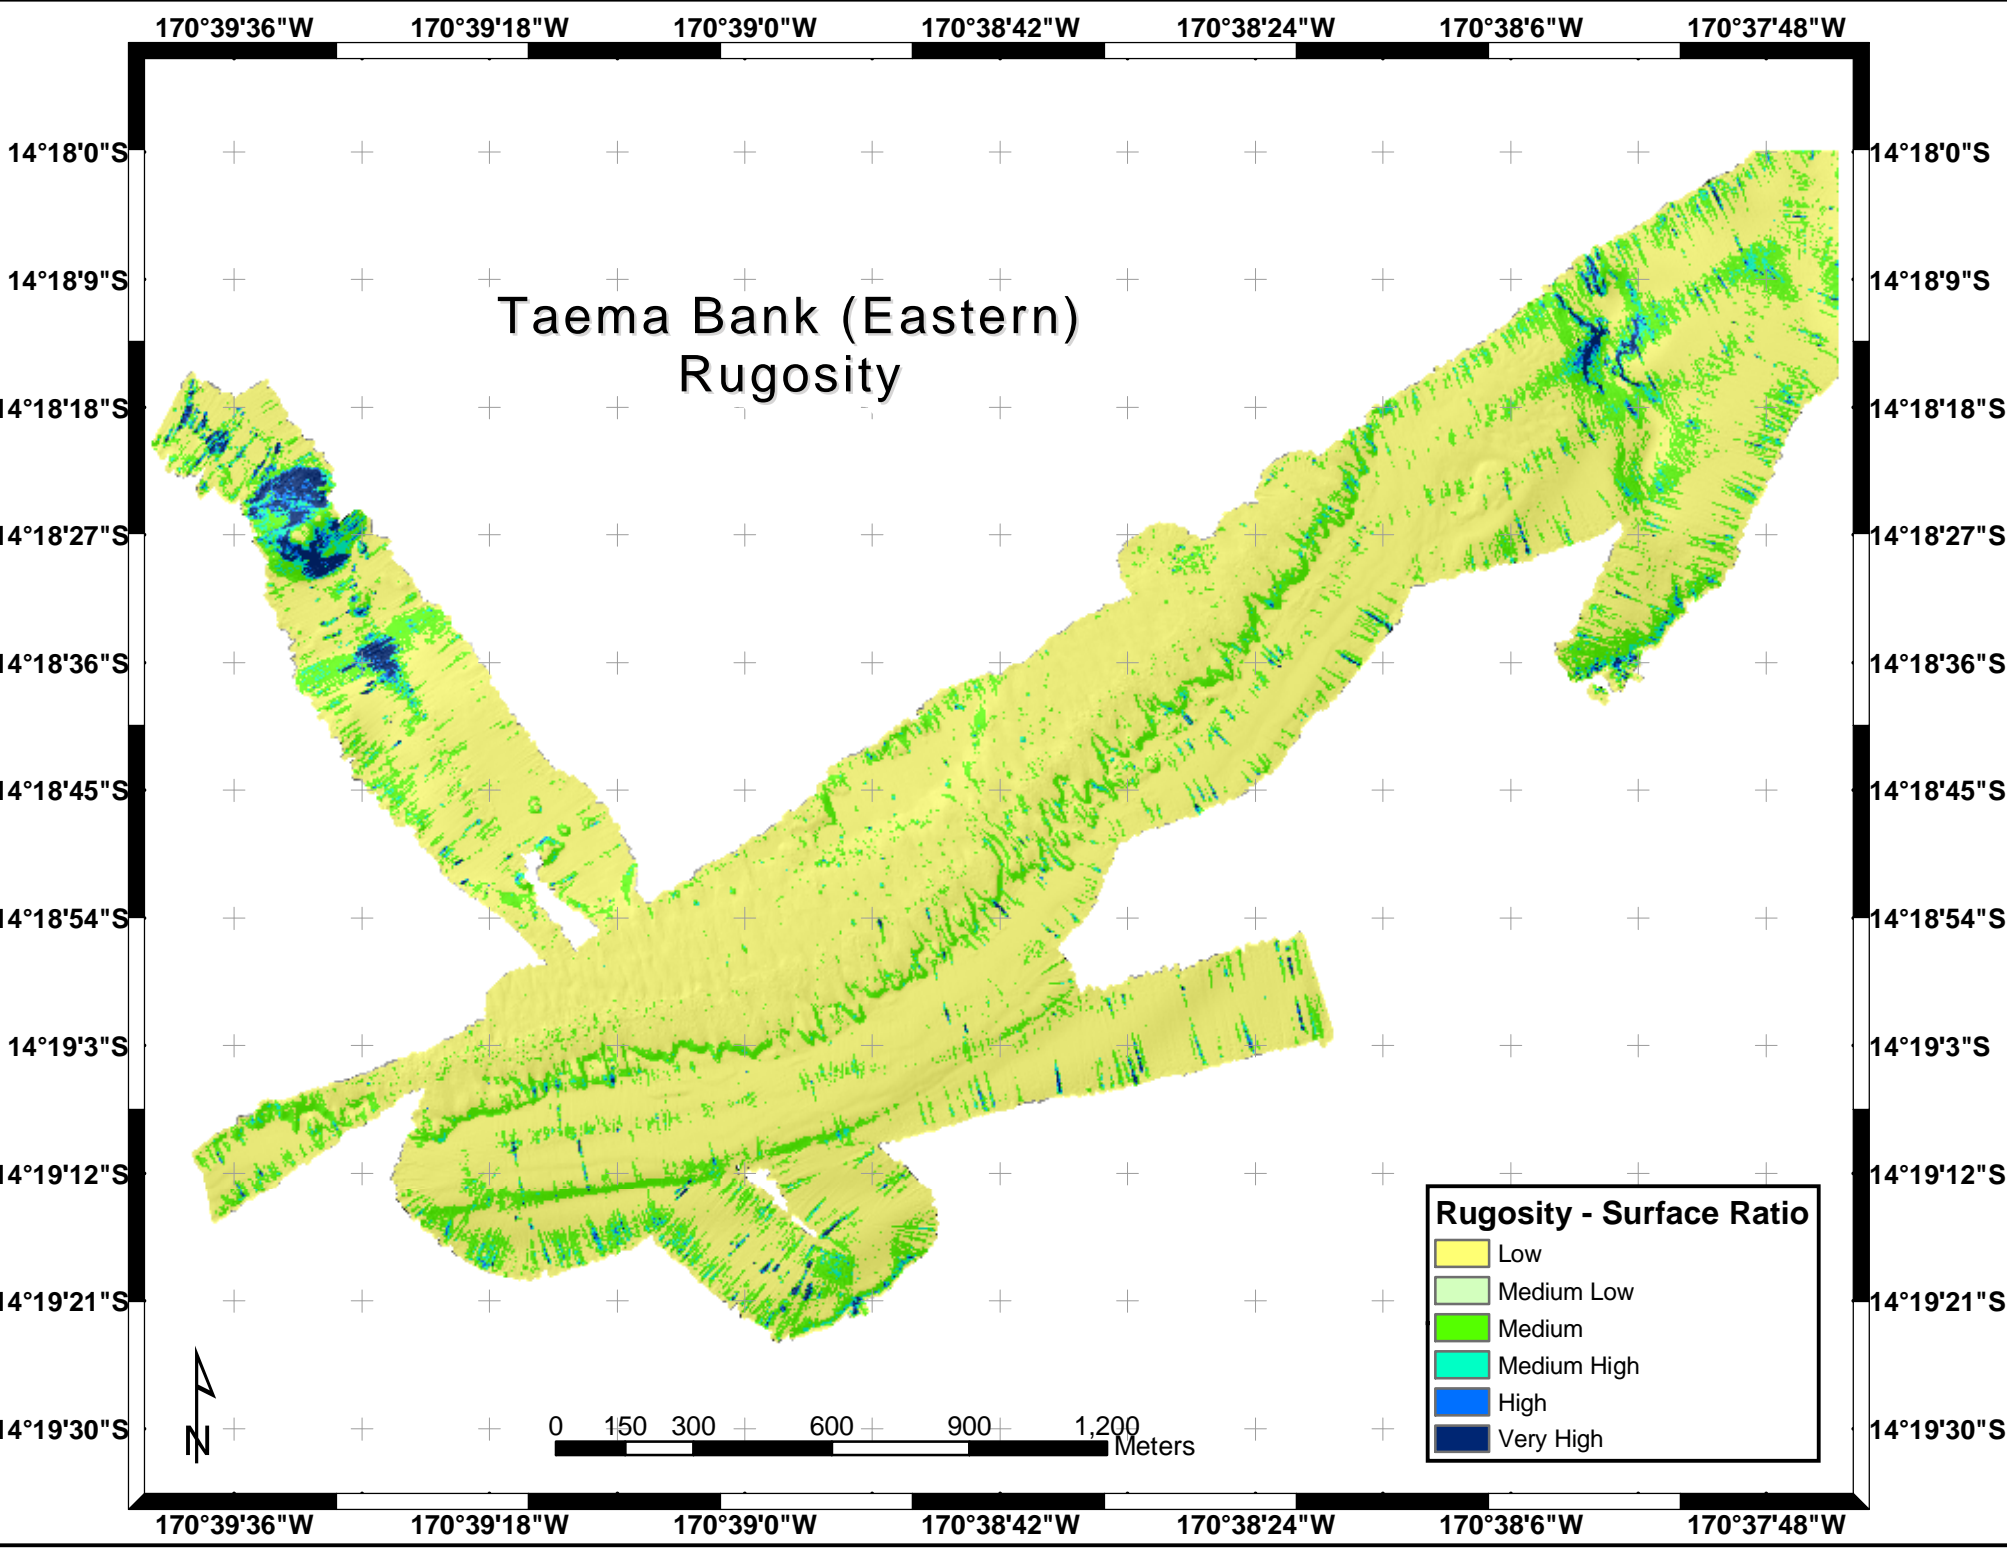 170°39'36"W 170°39'18"W 170°39'0"W 170°38'42"W 170°38'24"W 170°38'6"W 170°37'48"W
14°18'0"S 14°18'0"S
14°18'9"S 14°18'9"S
Taema Bank (Eastern)
Rugosity
14°18'18"S 14°18'18"S
14°18'27"S 14°18'27"S
14°18'36"S 14°18'36"S
14°18'45"S 14°18'45"S
14°18'54"S 14°18'54"S
14°19'3"S 14°19'3"S
14°19'12"S 14°19'12"S
Rugosity - Surface Ratio
Low
Medium Low
Medium
Medium High
High
Very High
14°19'21"S 14°19'21"S
14°19'30"S 14°19'30"S
N
0 150 300 600 900 1,200
Meters
170°39'36"W 170°39'18"W 170°39'0"W 170°38'42"W 170°38'24"W 170°38'6"W 170°37'48"W